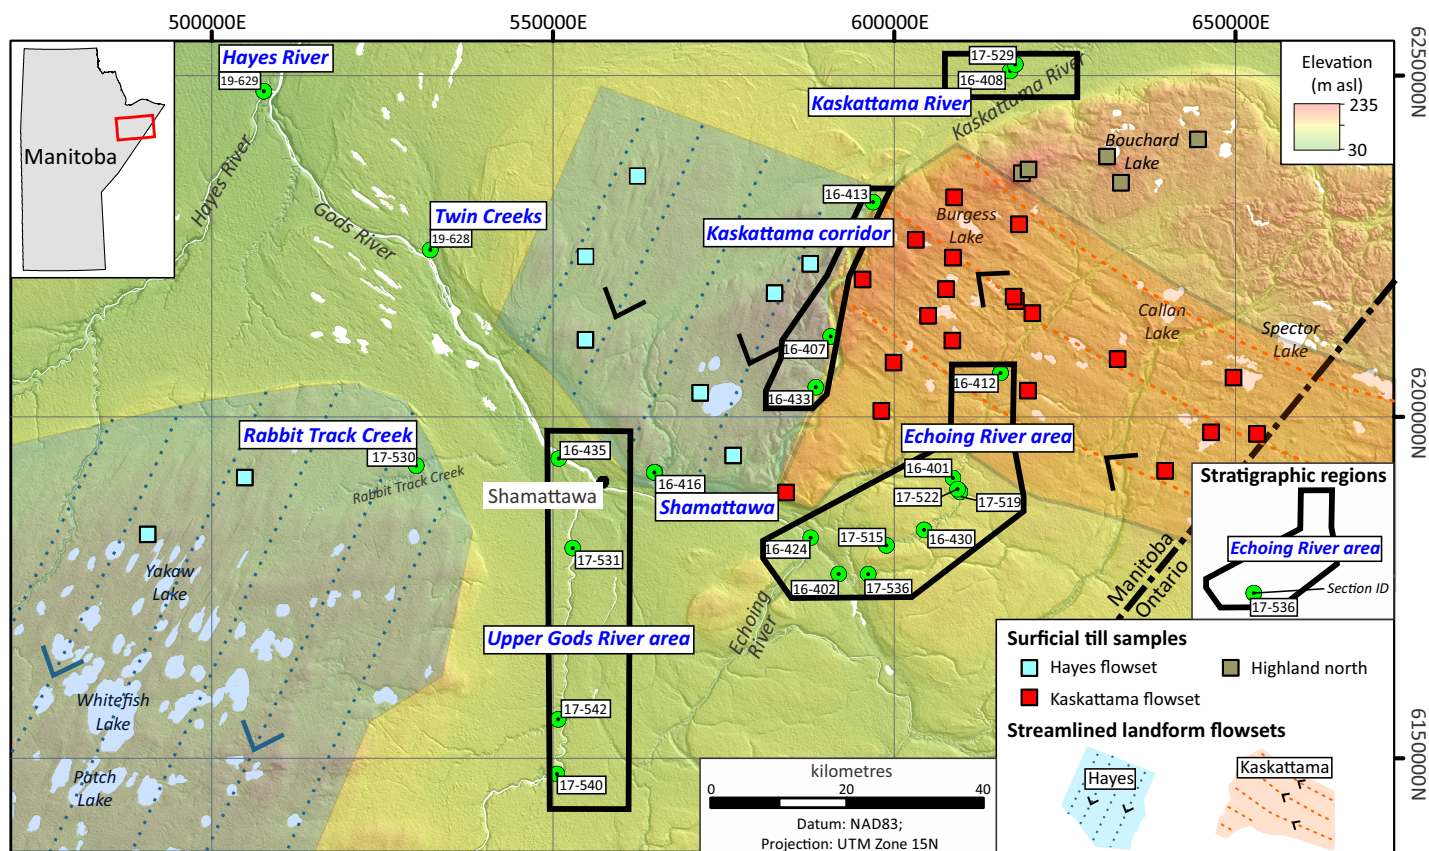 500000E
550000E
6000000E
650000E
Hayes River
19-629
Manitoba
Hayes River
Gods River
Twin Creeks
19-628
17-529
16-408
Kaskattama River
Kaskattama River
Elevation
(m asl)
235
30
6250000N
Bouchard
Lake
16-413
Kaskattama corridor
Burgess
Lake
Callan
Lake
Spector
Lake
16-407
16-433
16-412
6200000N
Rabbit Track Creek
17-530
Rabbit Track Creek
16-435
Shamattawa
16-416
Shamattawa
Echoing River area
16-401
17-522
17-519
16-430
17-515
16-424
16-402
17-536
17-531
Echoing
River
Manitoba
Ontario
Stratigraphic regions
Echoing River area
Section ID
17-536
Yakaw
Lake
Whitefish
Lake
Patch
Lake
Upper Gods River area
17-542
17-540
6150000N
kilometres
0
20
40
Datum: NAD83;
Projection: UTM Zone 15N
Surficial till samples
Hayes flowset
Highland north
Kaskattama flowset
Streamlined landform flowsets
Hayes
Kaskattama